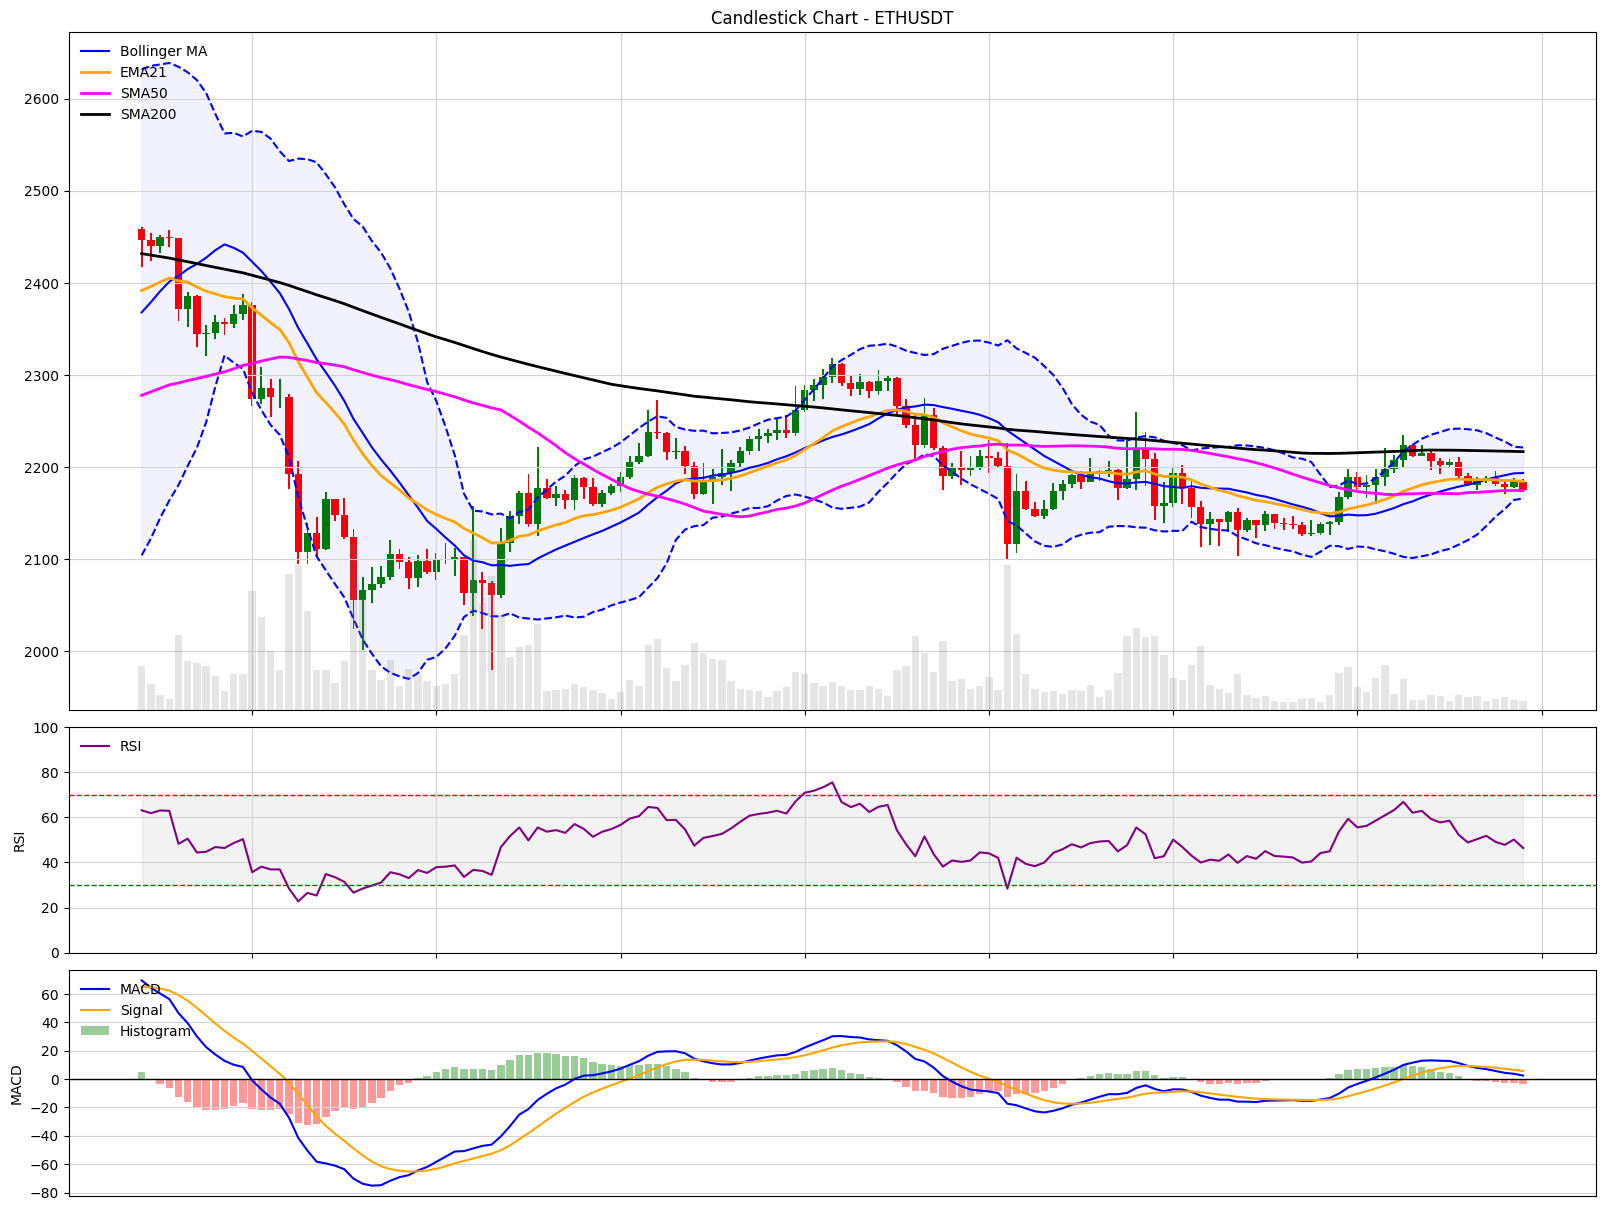 Candlestick Chart - ETHUSDT
Bollinger MA
EMA21
SMA50
SMA200
2600
2500
2400
2300
2200
2100
2000
RSI
100
80
60
40
20
0
RSI
MACD
Signal
Histogram
60
40
20
0
−20
−40
−60
−80
MACD